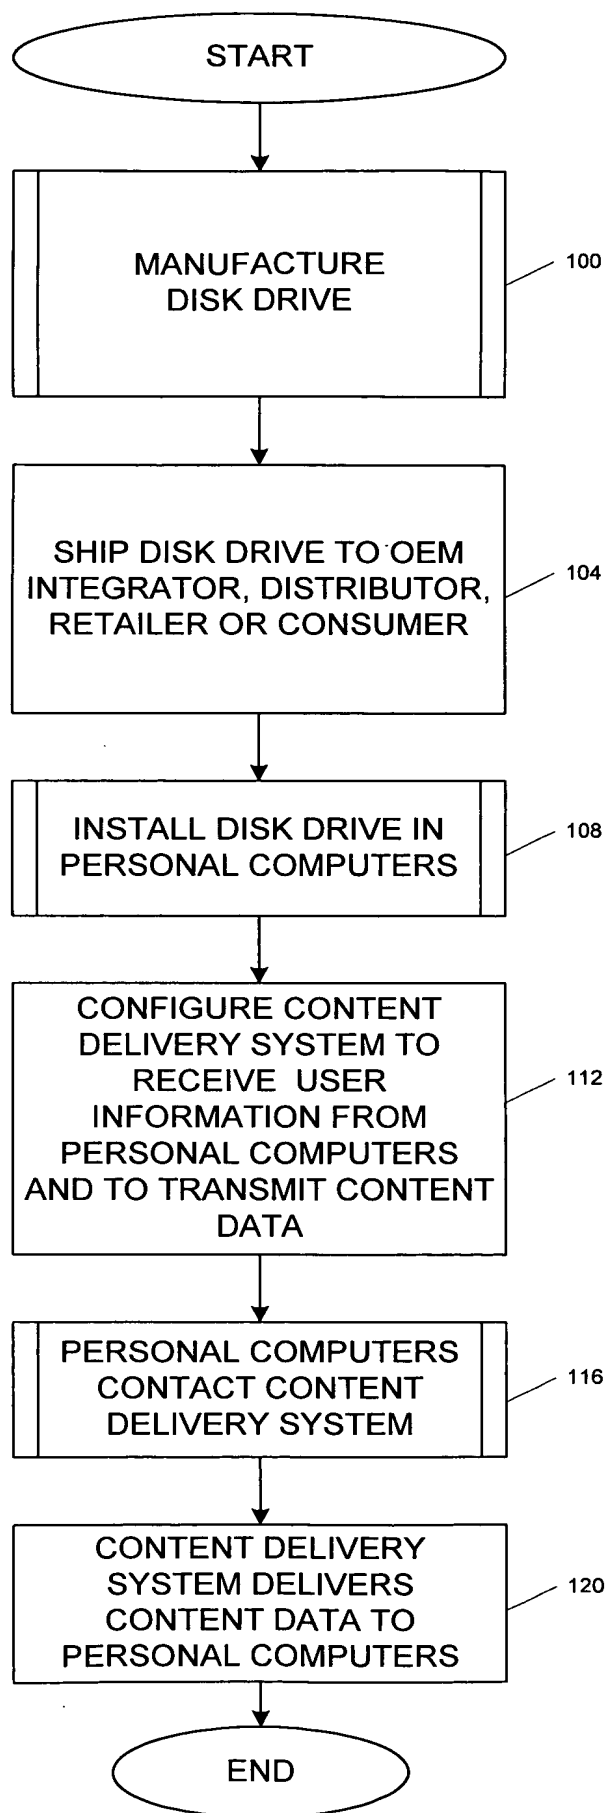 START
MANUFACTURE
DISK DRIVE
100
SHIP DISK DRIVE TO OEM
INTEGRATOR, DISTRIBUTOR,
RETAILER OR CONSUMER
104
INSTALL DISK DRIVE IN
PERSONAL COMPUTERS
108
CONFIGURE CONTENT
DELIVERY SYSTEM TO
RECEIVE USER
INFORMATION FROM
PERSONAL COMPUTERS
AND TO TRANSMIT CONTENT
DATA
112
PERSONAL COMPUTERS
CONTACT CONTENT
DELIVERY SYSTEM
116
CONTENT DELIVERY
SYSTEM DELIVERS
CONTENT DATA TO
PERSONAL COMPUTERS
120
END